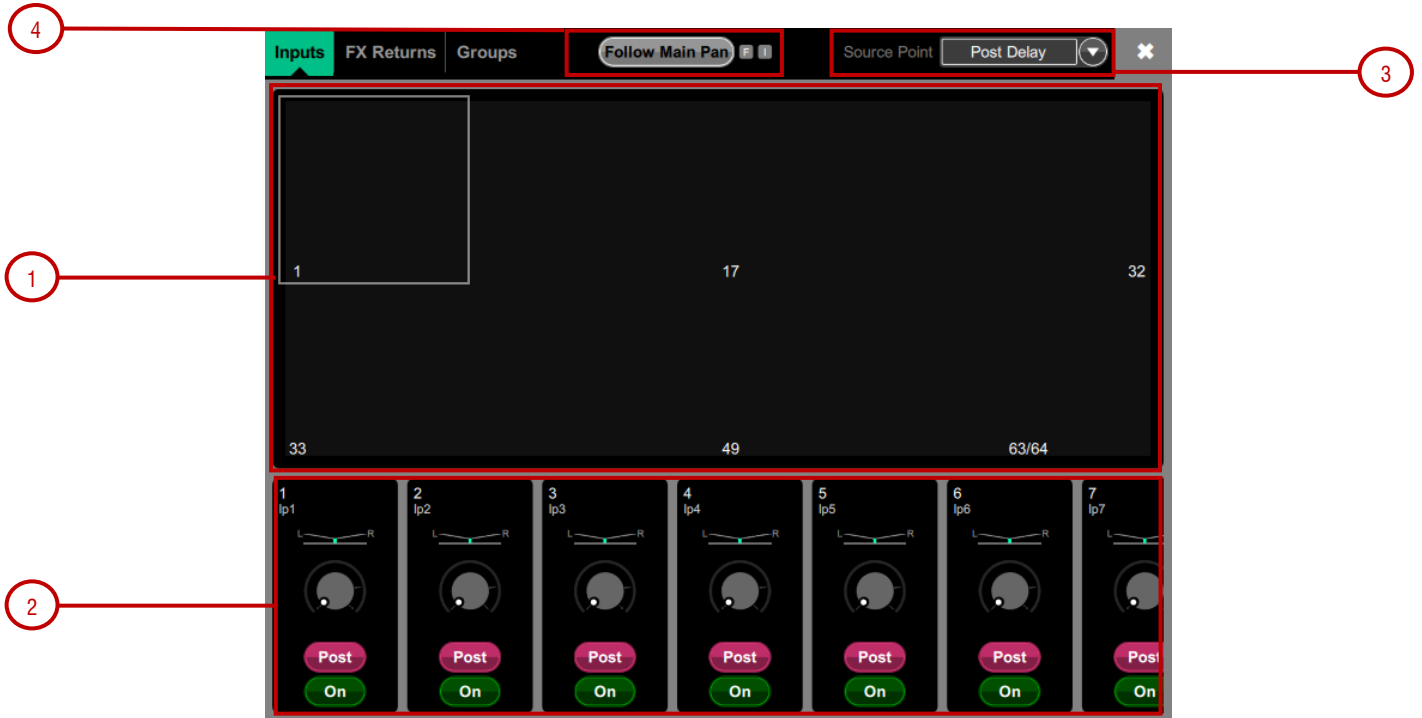 4
Inputs FX Returns Groups Follow Main Pan F I Source Point Post Delay
3
1
1 17 32
33 49 63/64
2
1 2 3 4 5 6 7
Ip1 Ip2 Ip3 Ip4 Ip5 Ip6 Ip7
L R L R L R L R L R L R L
Post Post Post Post Post Post Post
On On On On On On On